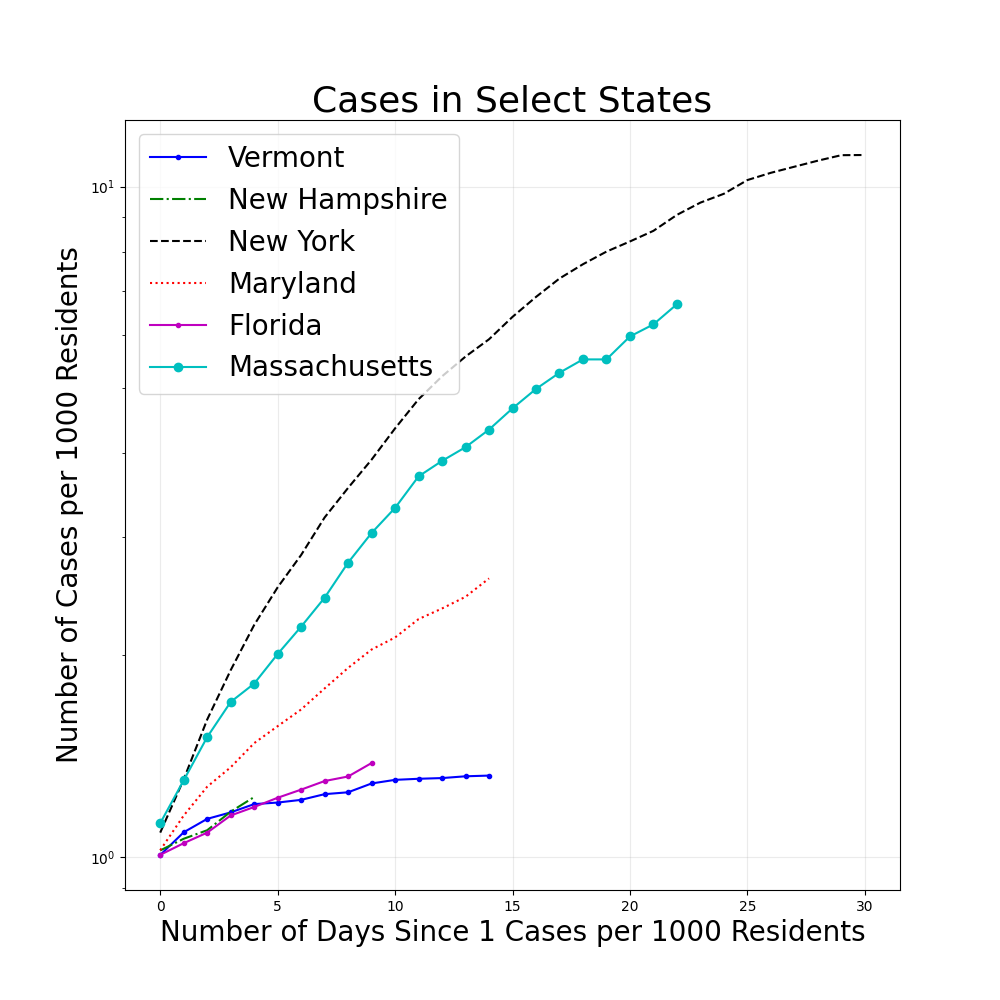 Cases in Select States
Vermont
New Hampshire
New York
Maryland
Florida
Massachusetts
Number of Cases per 1000 Residents
10¹
10⁰
0 5 10 15 20 25 30
Number of Days Since 1 Cases per 1000 Residents